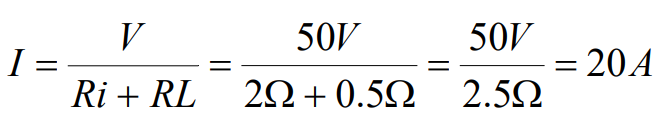 I = V / (Ri + RL) = 50V / (2Ω + 0.5Ω) = 50V / 2.5Ω = 20A